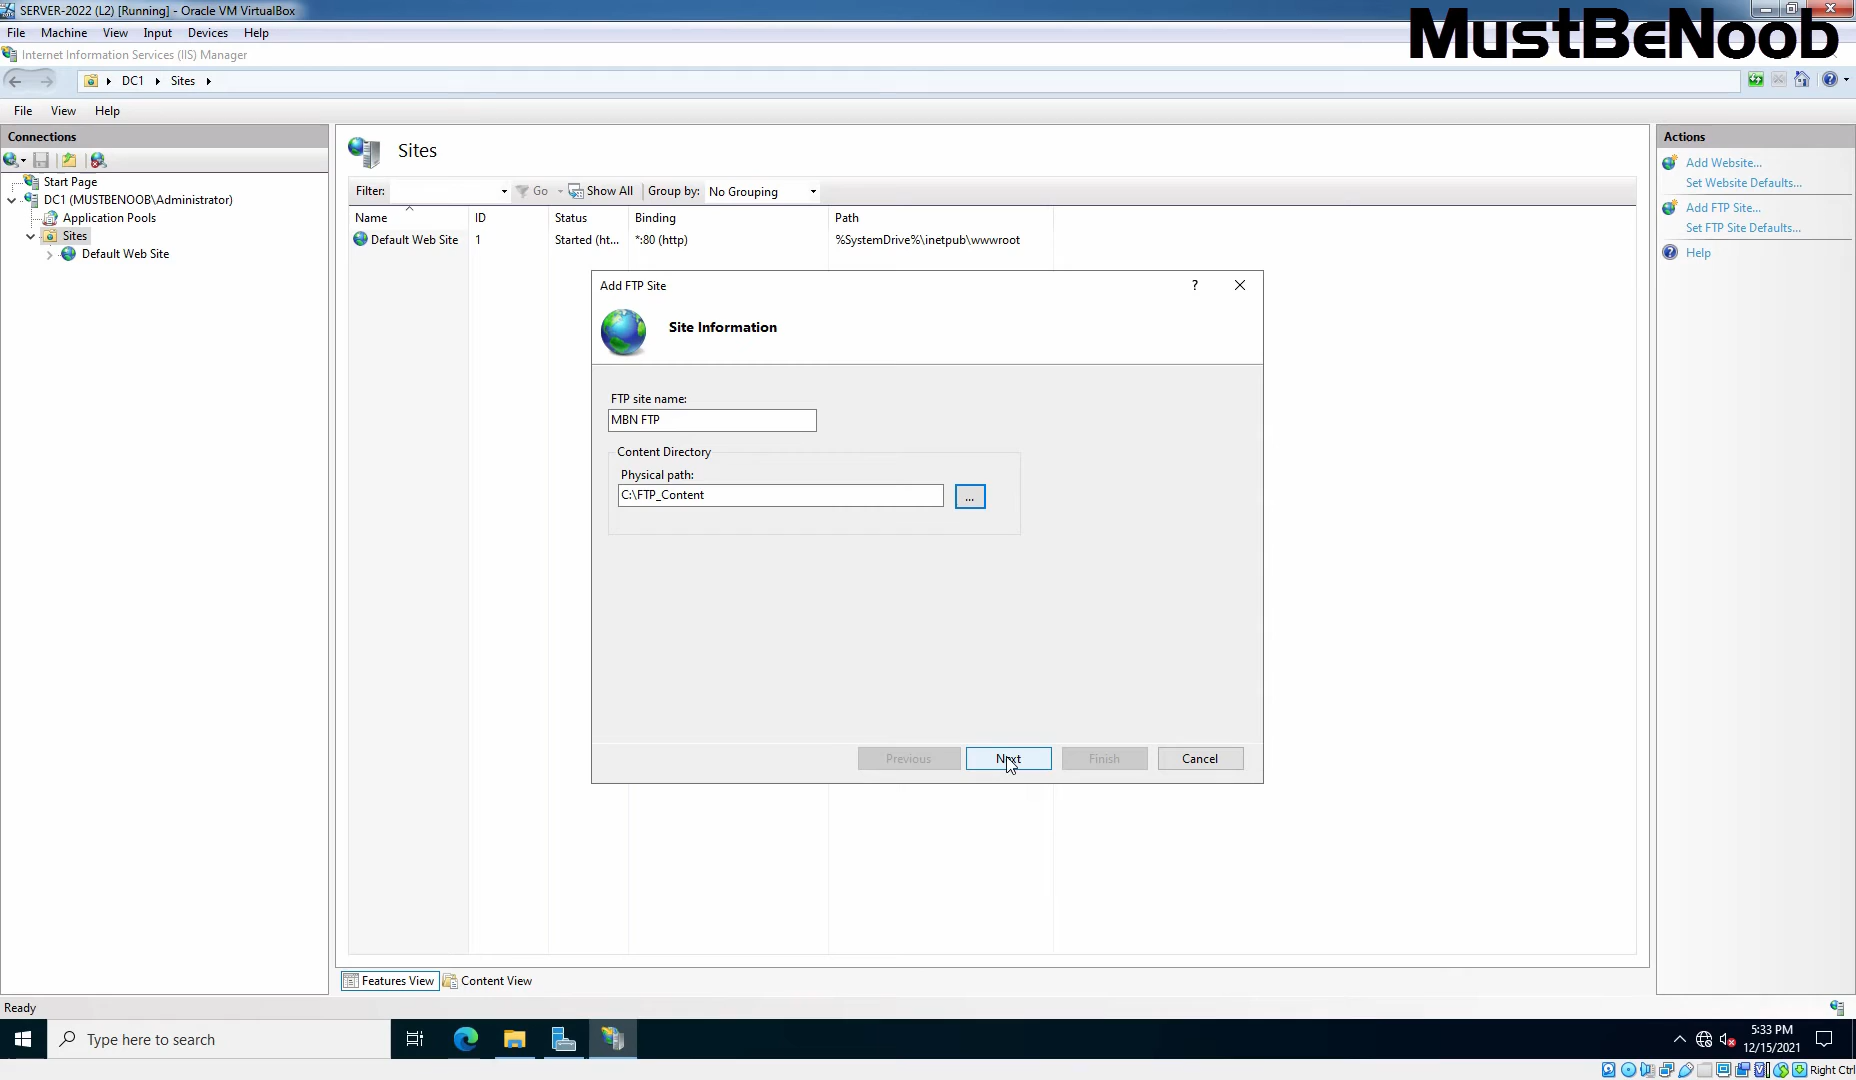 SERVER-2022 (L2) [Running] - Oracle VM VirtualBox
MustBeNoob
File Machine View Input Devices Help
Internet Information Services (IIS) Manager
DC1 Sites
File View Help
Connections
Start Page
DC1 (MUSTBENOOB\Administrator)
Application Pools
Sites
Default Web Site
Sites
Filter: Go Show All Group by: No Grouping
Name ID Status Binding Path
Default Web Site 1 Started (ht... *:80 (http) %SystemDrive%\inetpub\wwwroot
Add FTP Site ?
Site Information
FTP site name:
MBN FTP
Content Directory
Physical path:
C:\FTP_Content
...
Previous Next Finish Cancel
Actions
Add Website...
Set Website Defaults...
Add FTP Site...
Set FTP Site Defaults...
Help
Features View Content View
Ready
Type here to search
5:33 PM
12/15/2021
Right Ctrl